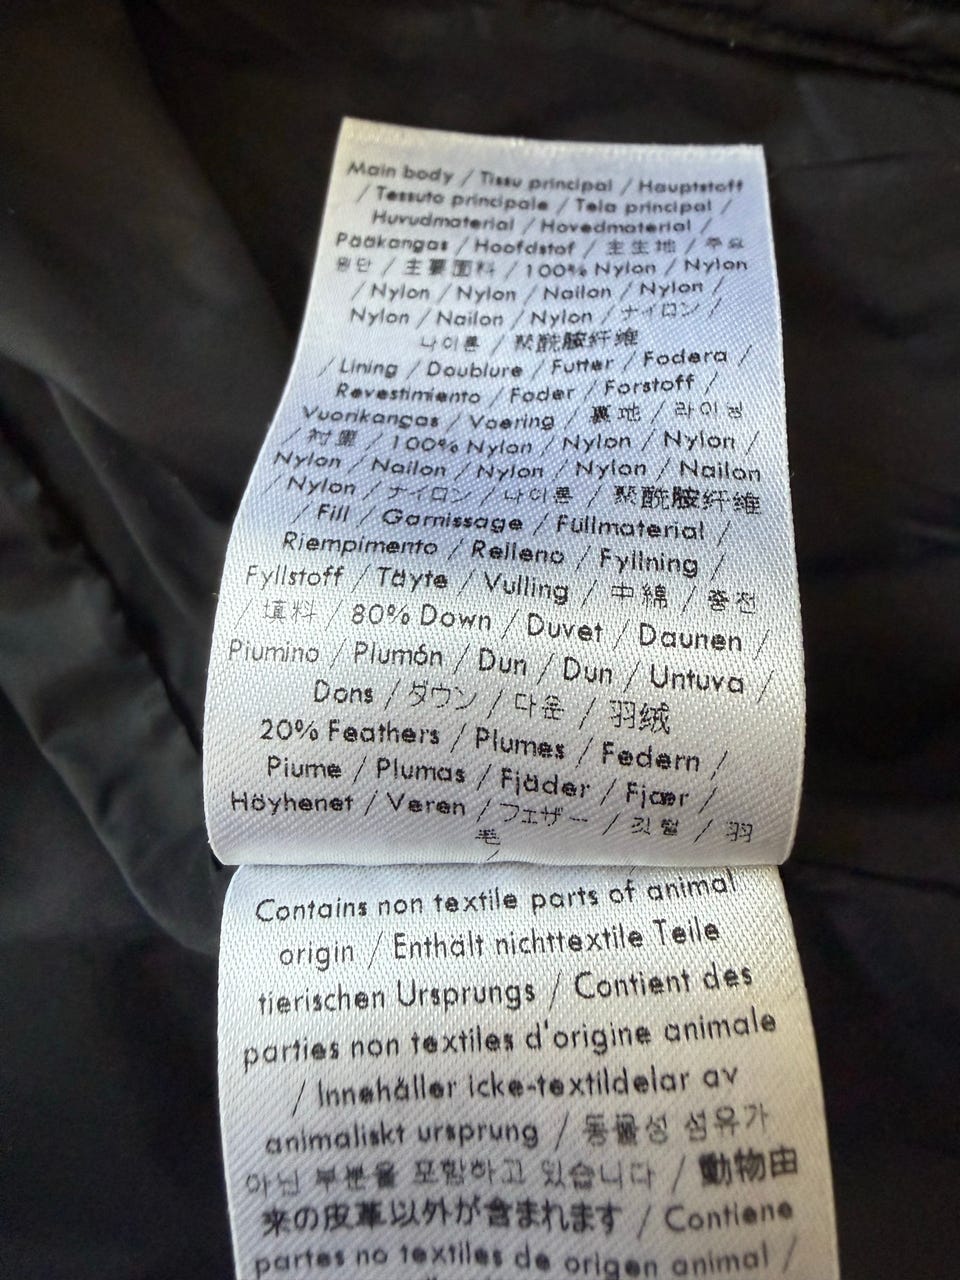 Main body / Tissu principal / Hauptstoff
/ Tessuto principale / Tela principal /
Huvudmaterial / Hovedmaterial /
Pääkangas / Hoofdstof / 主生地 / 주요
원단 / 主要面料 / 100% Nylon / Nylon
/ Nylon / Nylon / Nailon / Nylon /
Nylon / Nailon / Nylon / ナイロン /
나이론 / 聚酰胺纤维
/ Lining / Doublure / Futter / Fodera /
Revestimiento / Foder / Forstoff /
Vuorikangas / Voering / 裏地 / 라이닝
/ 衬里 / 100% Nylon / Nylon / Nylon /
Nylon / Nailon / Nylon / Nylon / Nailon
/ Nylon / ナイロン / 나이론 / 聚酰胺纤维
/ Fill / Garnissage / Füllmaterial /
Riempimento / Relleno / Fyllning /
Fyllstoff / Täyte / Vulling / 中綿 / 충전
/ 填料 / 80% Down / Duvet / Daunen /
Piumino / Plumón / Dun / Dun / Untuva /
Dons / ダウン / 다운 / 羽绒
20% Feathers / Plumes / Federn /
Piume / Plumas / Fjäder / Fjær /
Höyhenet / Veren / フェザー / 깃털 / 羽
毛
/ /
Contains non textile parts of animal
origin / Enthält nichttextile Teile
tierischen Ursprungs / Contient des
parties non textiles d'origine animale
/ Innehåller icke-textildelar av
animaliskt ursprung / 동물성 섬유가
아닌 부분을 포함하고 있습니다 / 動物由
来の皮革以外が含まれます / Contiene
partes no textiles de origen animal /